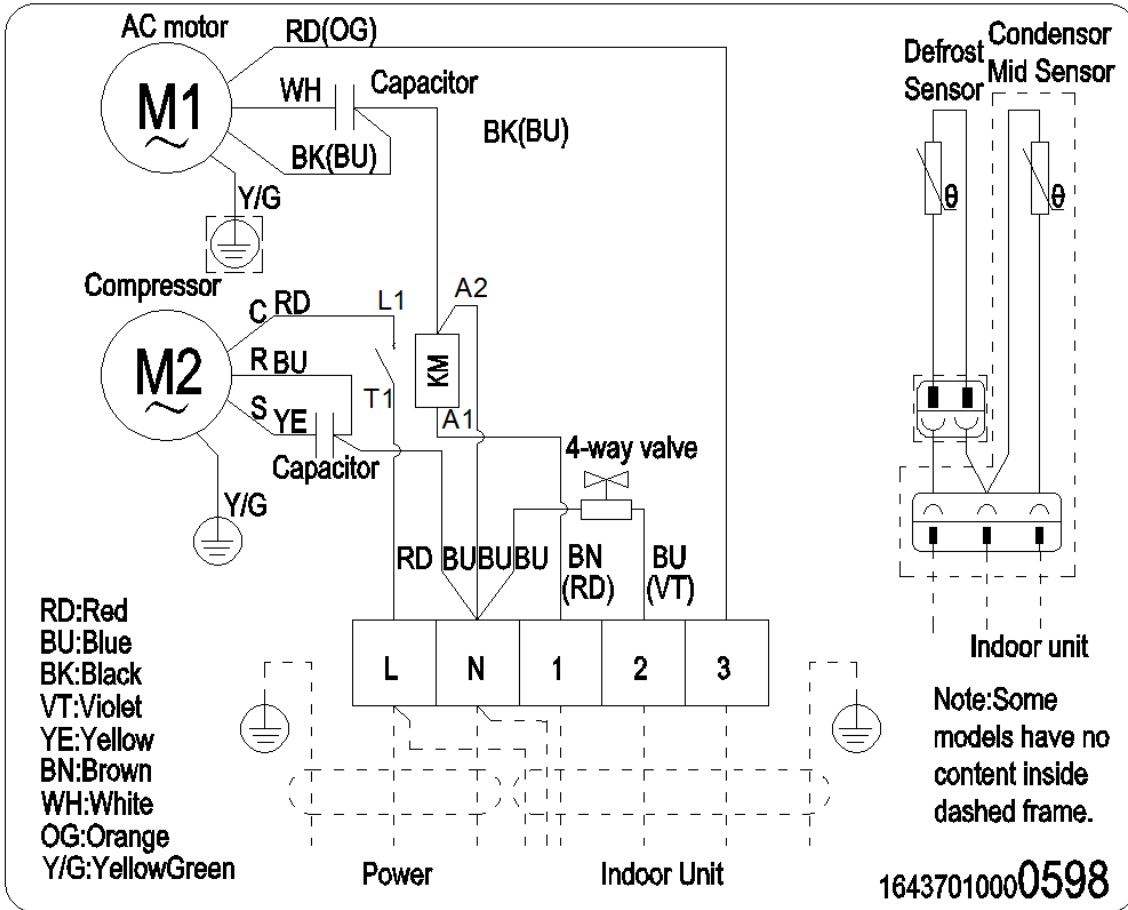 AC motor
RD(OG)
M1
~
WH
Capacitor
BK(BU)
BK(BU)
Y/G
Compressor
M2
~
C RD
R BU
S YE
Capacitor
Y/G
L1
T1
A2
KM
A1
4-way valve
RD BU BU BU
BN
(RD)
BU
(VT)
L N 1 2 3
Power
Indoor Unit
RD:Red
BU:Blue
BK:Black
VT:Violet
YE:Yellow
BN:Brown
WH:White
OG:Orange
Y/G:YellowGreen
Defrost
Sensor
Condensor
Mid Sensor
θ
θ
Indoor unit
Note:Some
models have no
content inside
dashed frame.
16437010000598